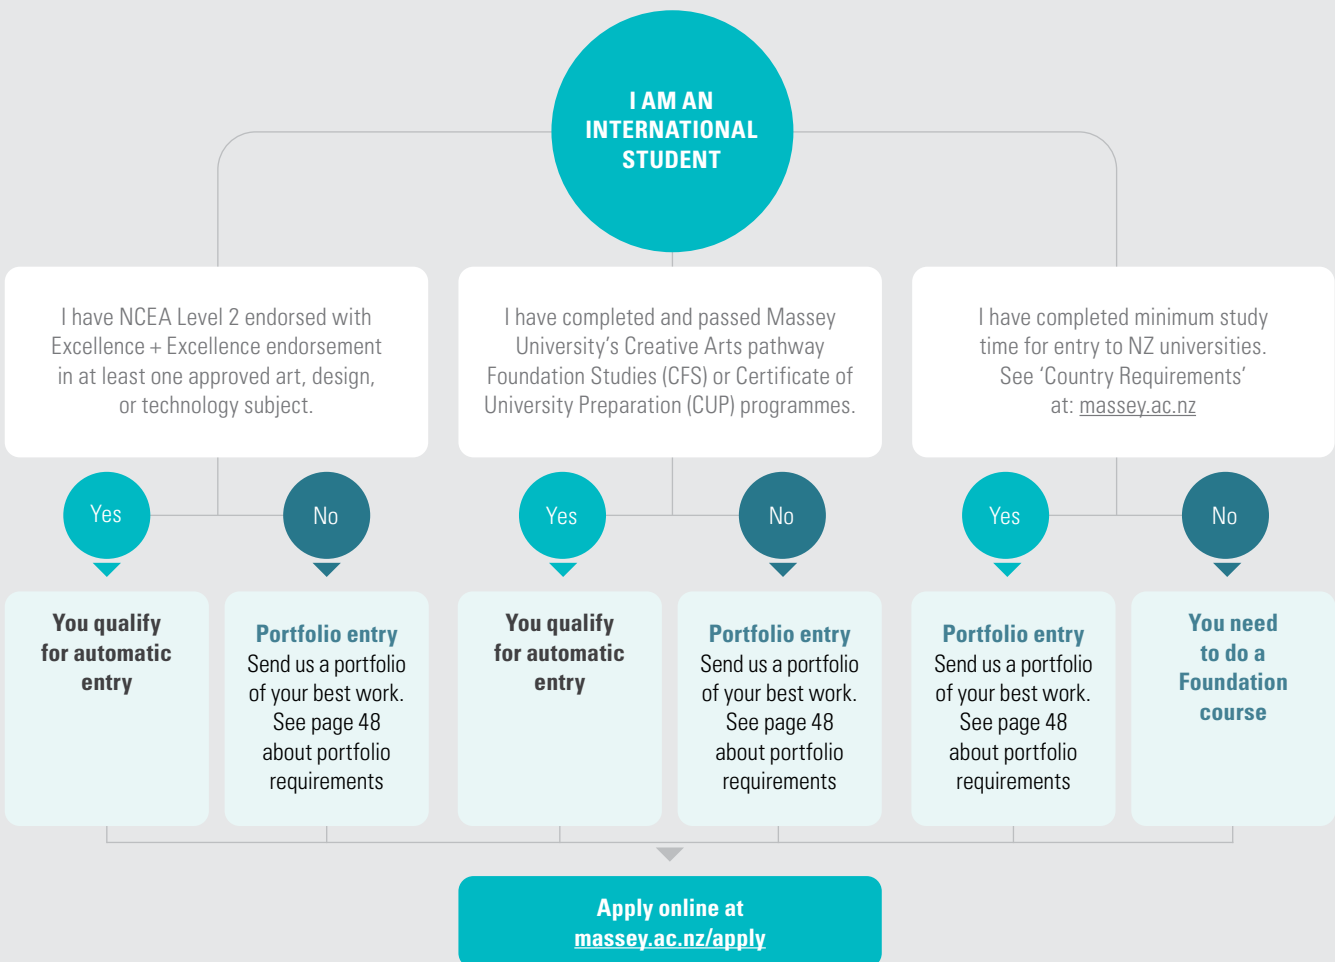 I AM AN
INTERNATIONAL
STUDENT
I have NCEA Level 2 endorsed with
Excellence + Excellence endorsement
in at least one approved art, design,
or technology subject.
I have completed and passed Massey
University's Creative Arts pathway
Foundation Studies (CFS) or Certificate of
University Preparation (CUP) programmes.
I have completed minimum study
time for entry to NZ universities.
See ‘Country Requirements’
at: massey.ac.nz
Yes
No
Yes
No
Yes
No
You qualify
for automatic
entry
Portfolio entry
Send us a portfolio
of your best work.
See page 48
about portfolio
requirements
You qualify
for automatic
entry
Portfolio entry
Send us a portfolio
of your best work.
See page 48
about portfolio
requirements
Portfolio entry
Send us a portfolio
of your best work.
See page 48
about portfolio
requirements
You need
to do a
Foundation
course
Apply online at
massey.ac.nz/apply